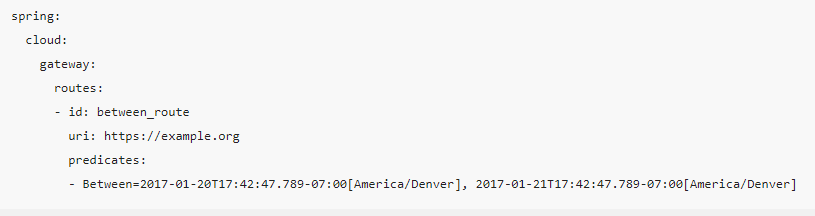 spring:
  cloud:
    gateway:
      routes:
      - id: between_route
        uri: https://example.org
        predicates:
        - Between=2017-01-20T17:42:47.789-07:00[America/Denver], 2017-01-21T17:42:47.789-07:00[America/Denver]